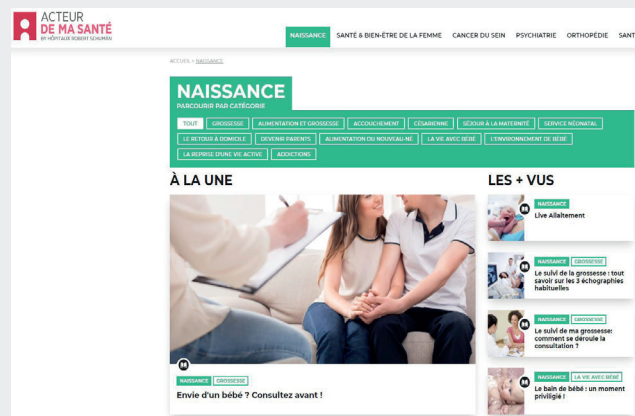 ACTEUR
DE MA SANTÉ
BY HÔPITAUX ROBERT SCHUMAN
NAISSANCE SANTÉ & BIEN-ÊTRE DE LA FEMME CANCER DU SEIN PSYCHIATRIE ORTHOPÉDIE SANT
ACCUEIL > NAISSANCE
NAISSANCE
PARCOURIR PAR CATÉGORIE
TOUT GROSSESSE ALIMENTATION ET GROSSESSE ACCOUCHEMENT CÉSARIENNE SÉJOUR À LA MATERNITÉ SERVICE NÉONATAL
LE RETOUR À DOMICILE DEVENIR PARENTS ALIMENTATION DU NOUVEAU-NÉ LA VIE AVEC BÉBÉ L'ENVIRONNEMENT DE BÉBÉ
LA REPRISE D'UNE VIE ACTIVE ADDICTIONS
À LA UNE
NAISSANCE GROSSESSE
Envie d'un bébé ? Consultez avant !
LES + VUS
NAISSANCE
Live Allaitement
NAISSANCE GROSSESSE
Le suivi de la grossesse : tout
savoir sur les 3 échographies
habituelles
NAISSANCE GROSSESSE
Le suivi de ma grossesse:
comment se déroule la
consultation ?
NAISSANCE LA VIE AVEC BÉBÉ
Le bain de bébé : un moment
priviligié !